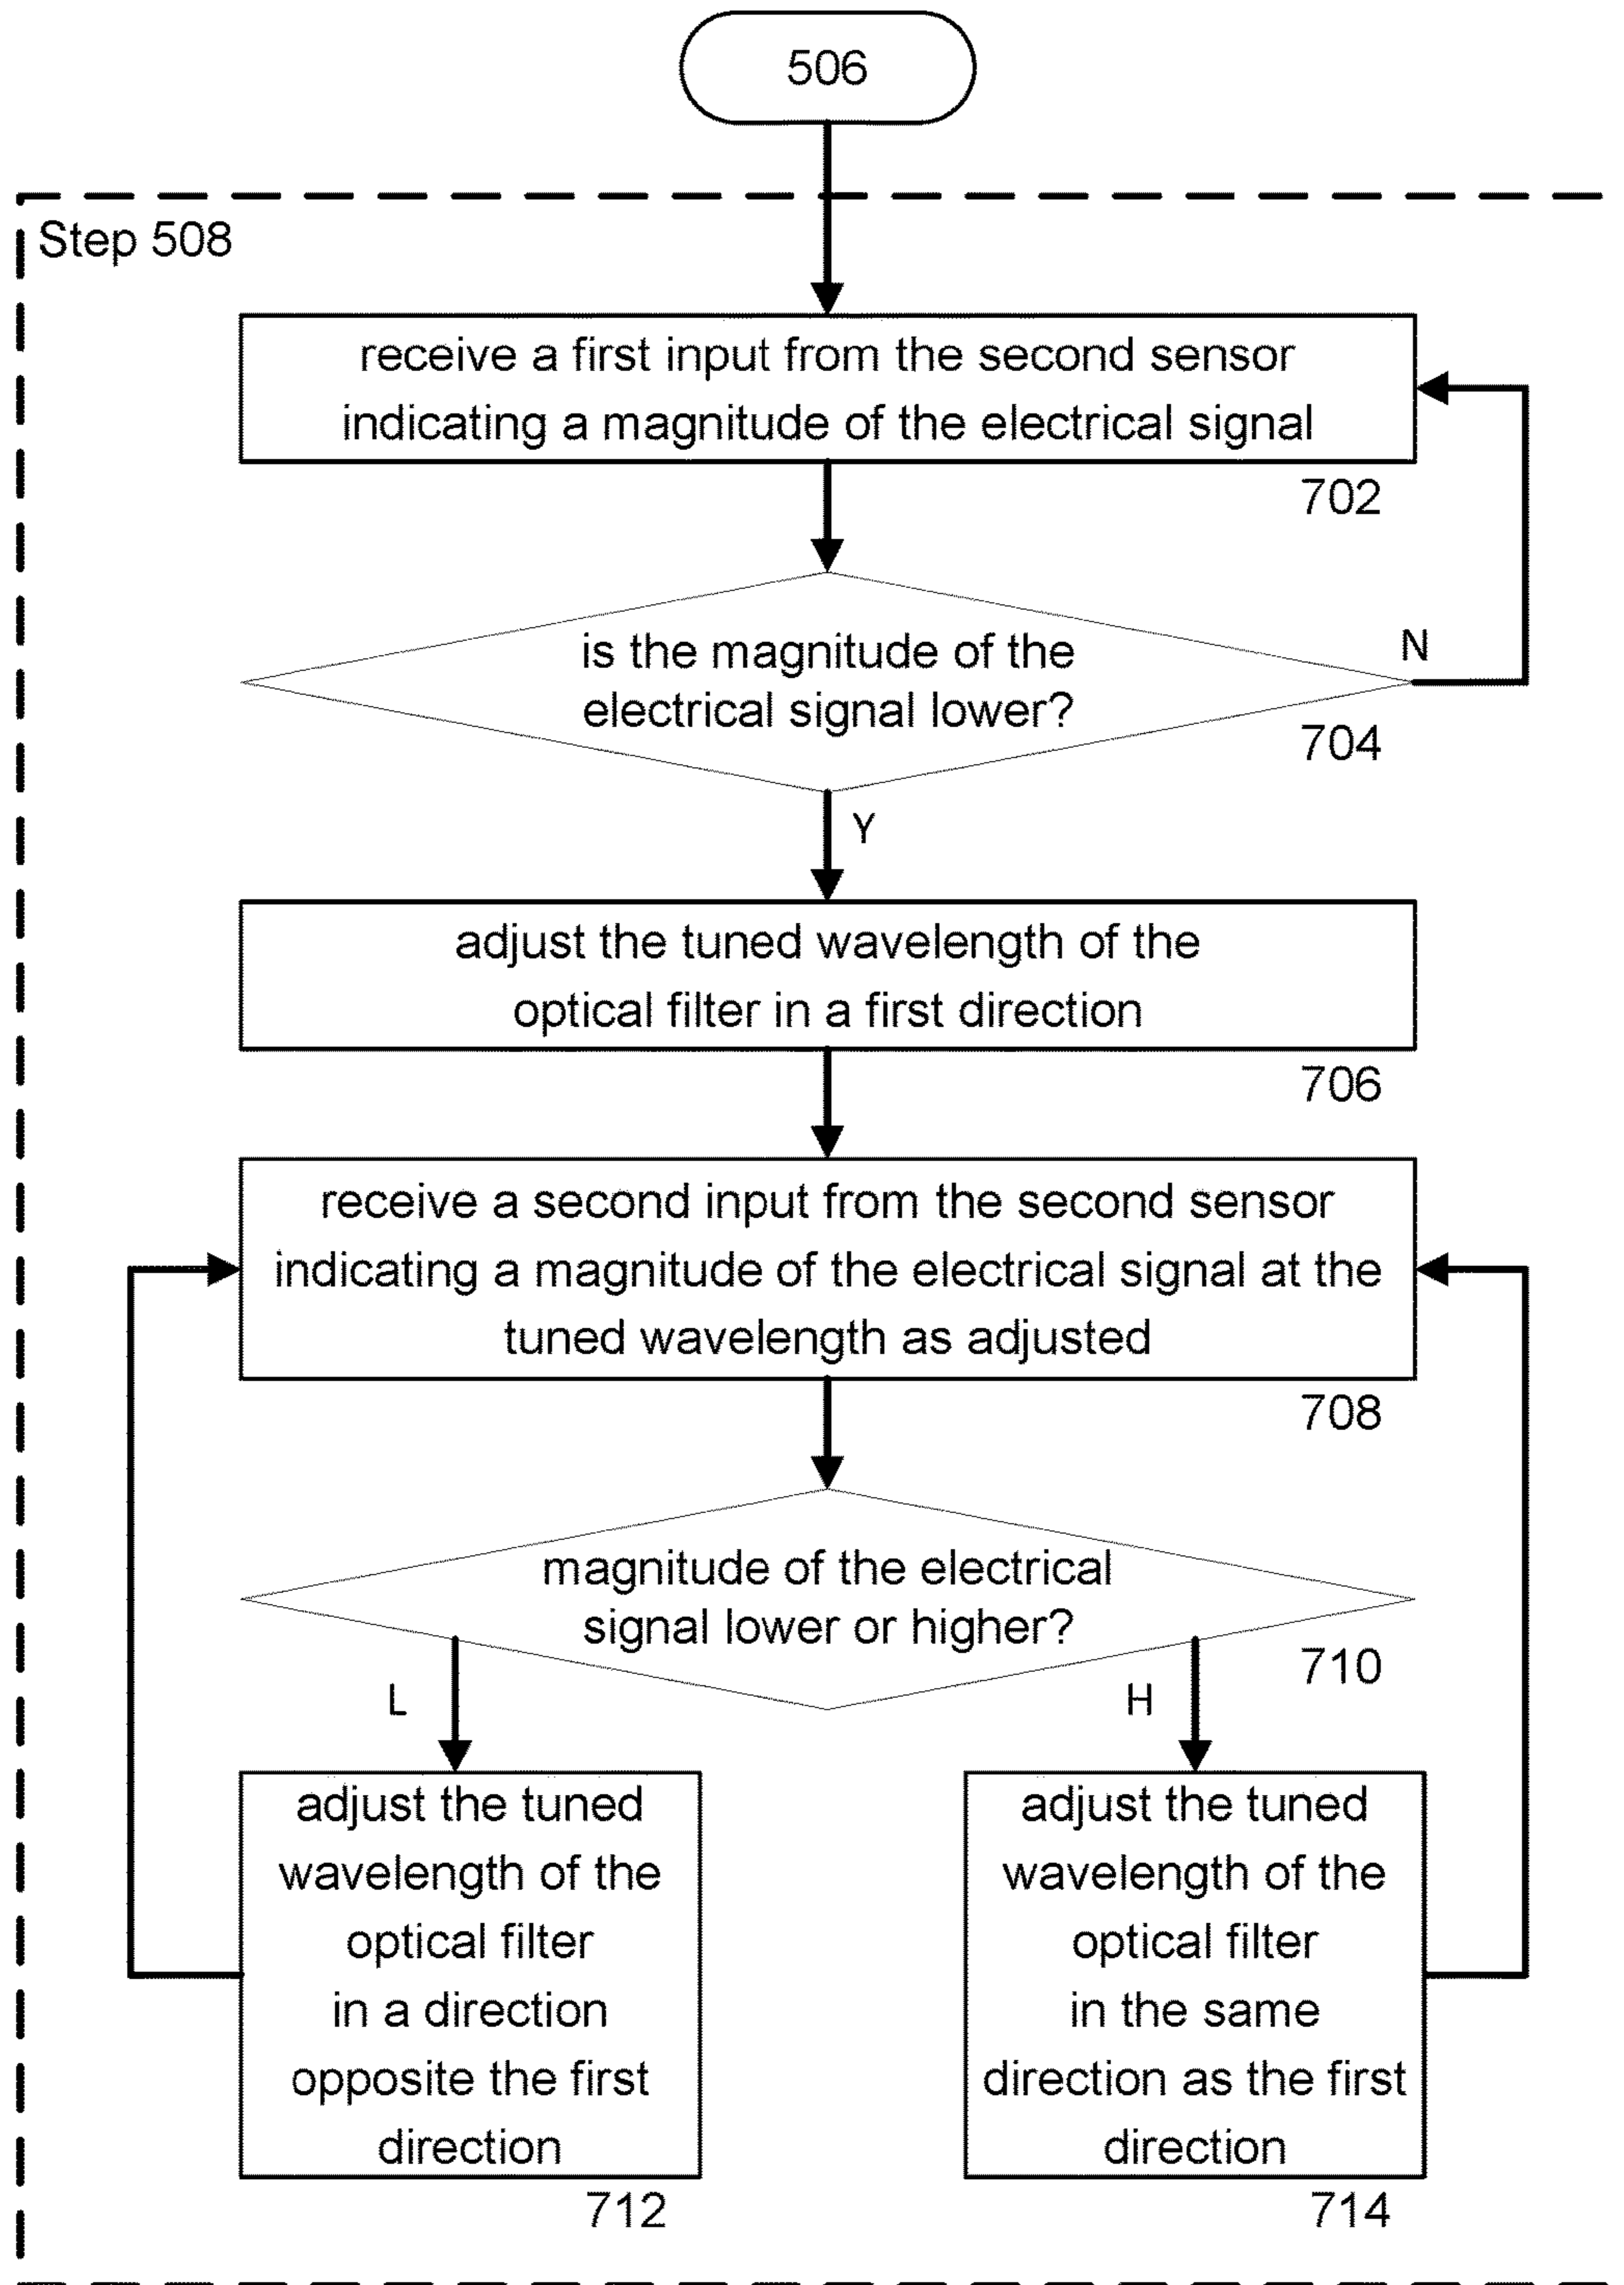 506
Step 508
receive a first input from the second sensor
indicating a magnitude of the electrical signal
702
is the magnitude of the
electrical signal lower?
N
704
Y
adjust the tuned wavelength of the
optical filter in a first direction
706
receive a second input from the second sensor
indicating a magnitude of the electrical signal at the
tuned wavelength as adjusted
708
magnitude of the electrical
signal lower or higher?
710
L
H
adjust the tuned
wavelength of the
optical filter
in a direction
opposite the first
direction
712
adjust the tuned
wavelength of the
optical filter
in the same
direction as the first
direction
714